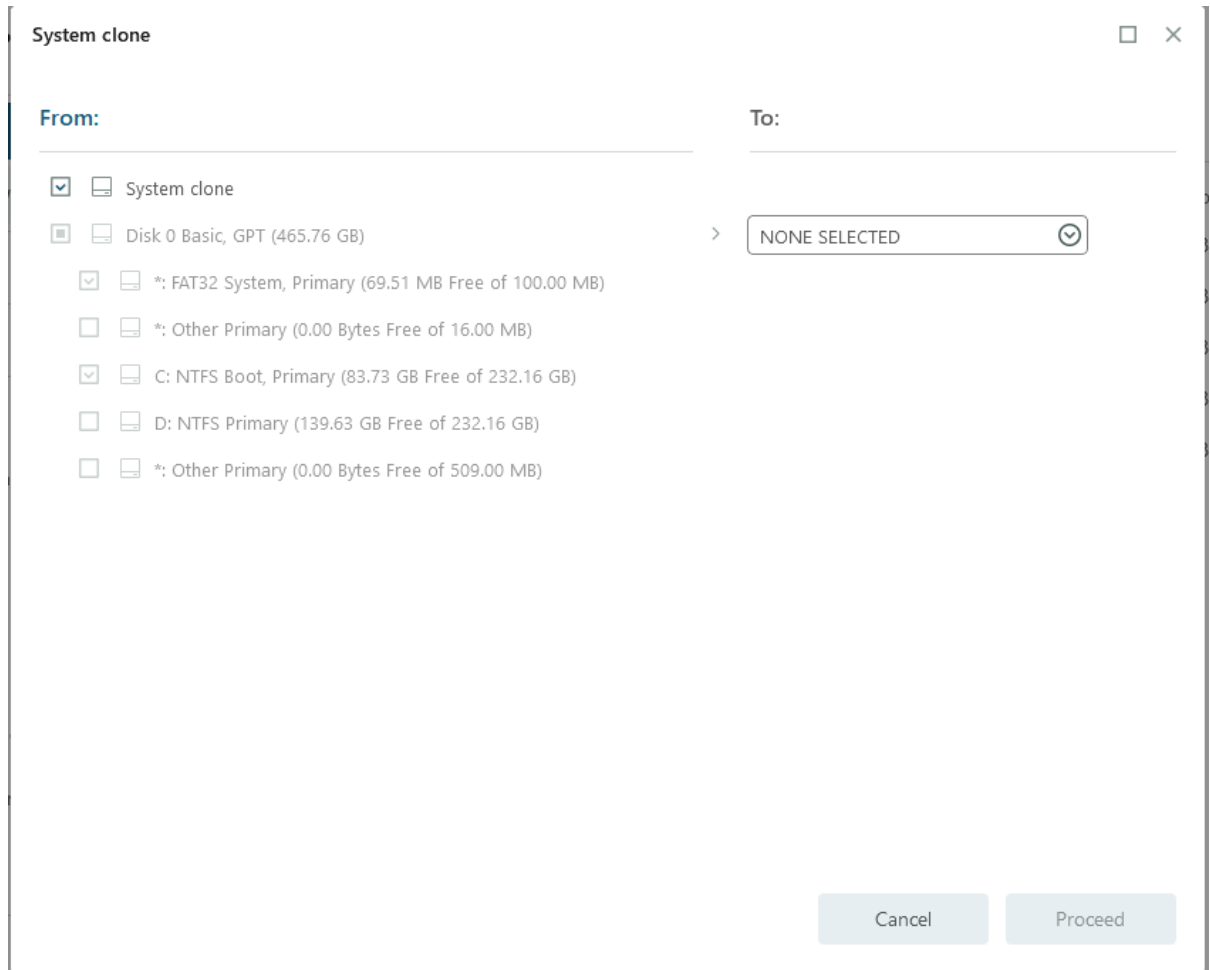 System clone
From:
To:
System clone
Disk 0 Basic, GPT (465.76 GB)
NONE SELECTED
*: FAT32 System, Primary (69.51 MB Free of 100.00 MB)
*: Other Primary (0.00 Bytes Free of 16.00 MB)
C: NTFS Boot, Primary (83.73 GB Free of 232.16 GB)
D: NTFS Primary (139.63 GB Free of 232.16 GB)
*: Other Primary (0.00 Bytes Free of 509.00 MB)
Cancel
Proceed